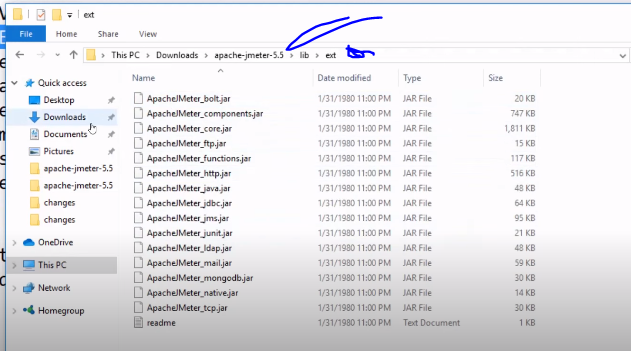 ext
File Home Share View
This PC > Downloads > apache-jmeter-5.5 > lib > ext
Name Date modified Type Size
Quick access
Desktop
Downloads
Documents
Pictures
apache-jmeter-5.5
apache-jmeter-5.5
changes
changes
OneDrive
This PC
Network
Homegroup
ApacheJMeter_bolt.jar 1/31/1980 11:00 PM JAR File 20 KB
ApacheJMeter_components.jar 1/31/1980 11:00 PM JAR File 747 KB
ApacheJMeter_core.jar 1/31/1980 11:00 PM JAR File 1,811 KB
ApacheJMeter_ftp.jar 1/31/1980 11:00 PM JAR File 15 KB
ApacheJMeter_functions.jar 1/31/1980 11:00 PM JAR File 117 KB
ApacheJMeter_http.jar 1/31/1980 11:00 PM JAR File 516 KB
ApacheJMeter_java.jar 1/31/1980 11:00 PM JAR File 48 KB
ApacheJMeter_jdbc.jar 1/31/1980 11:00 PM JAR File 64 KB
ApacheJMeter_jms.jar 1/31/1980 11:00 PM JAR File 95 KB
ApacheJMeter_junit.jar 1/31/1980 11:00 PM JAR File 21 KB
ApacheJMeter_ldap.jar 1/31/1980 11:00 PM JAR File 48 KB
ApacheJMeter_mail.jar 1/31/1980 11:00 PM JAR File 59 KB
ApacheJMeter_mongodb.jar 1/31/1980 11:00 PM JAR File 30 KB
ApacheJMeter_native.jar 1/31/1980 11:00 PM JAR File 14 KB
ApacheJMeter_tcp.jar 1/31/1980 11:00 PM JAR File 30 KB
readme 1/31/1980 11:00 PM Text Document 1 KB